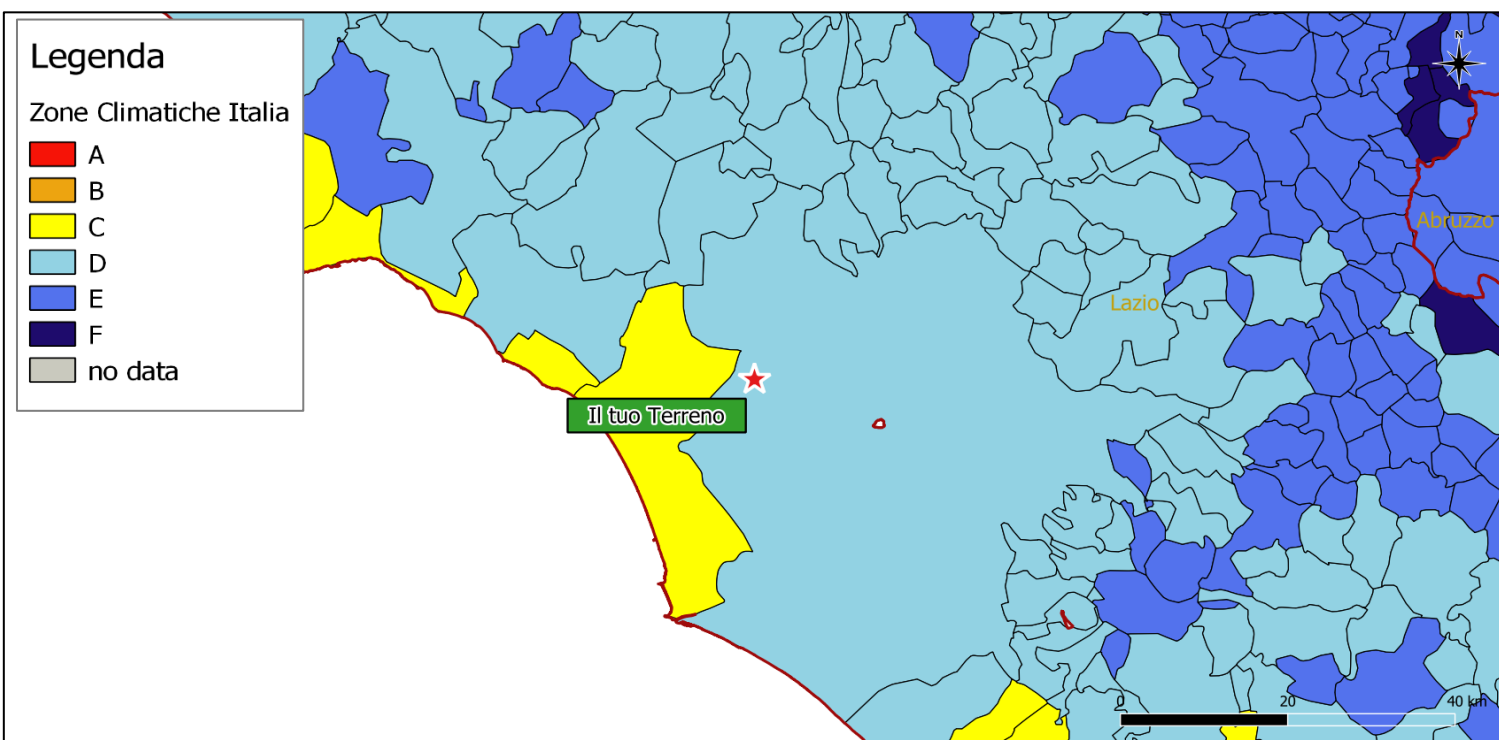 Legenda
Zone Climatiche Italia
A
B
C
D
E
F
no data
N
Abruzzo
Lazio
Il tuo Terreno
0 20 40 km